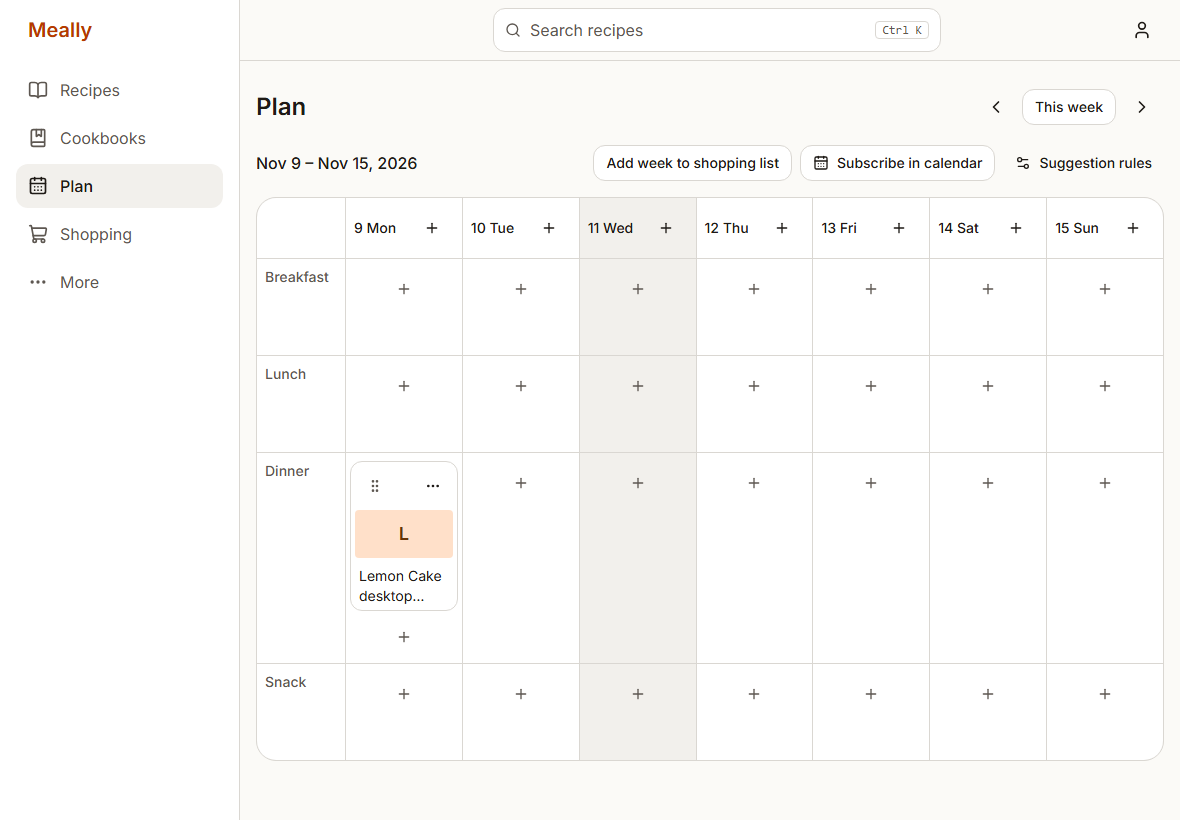 Meally
Search recipes
Ctrl K
Recipes
Cookbooks
Plan
Shopping
More
Plan
This week
Nov 9 – Nov 15, 2026
Add week to shopping list
Subscribe in calendar
Suggestion rules
9 Mon
10 Tue
11 Wed
12 Thu
13 Fri
14 Sat
15 Sun
Breakfast
Lunch
Dinner
L
Lemon Cake
desktop...
Snack